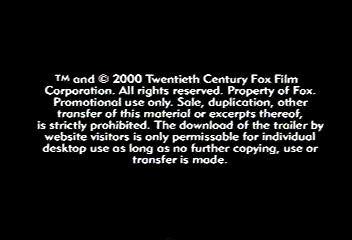 ™ and © 2000 Twentieth Century Fox Film
Corporation. All rights reserved. Property of Fox.
Promotional use only. Sale, duplication, other
transfer of this material or excerpts thereof,
is strictly prohibited. The download of the trailer by
website visitors is only permissable for individual
desktop use as long as no further copying, use or
transfer is made.